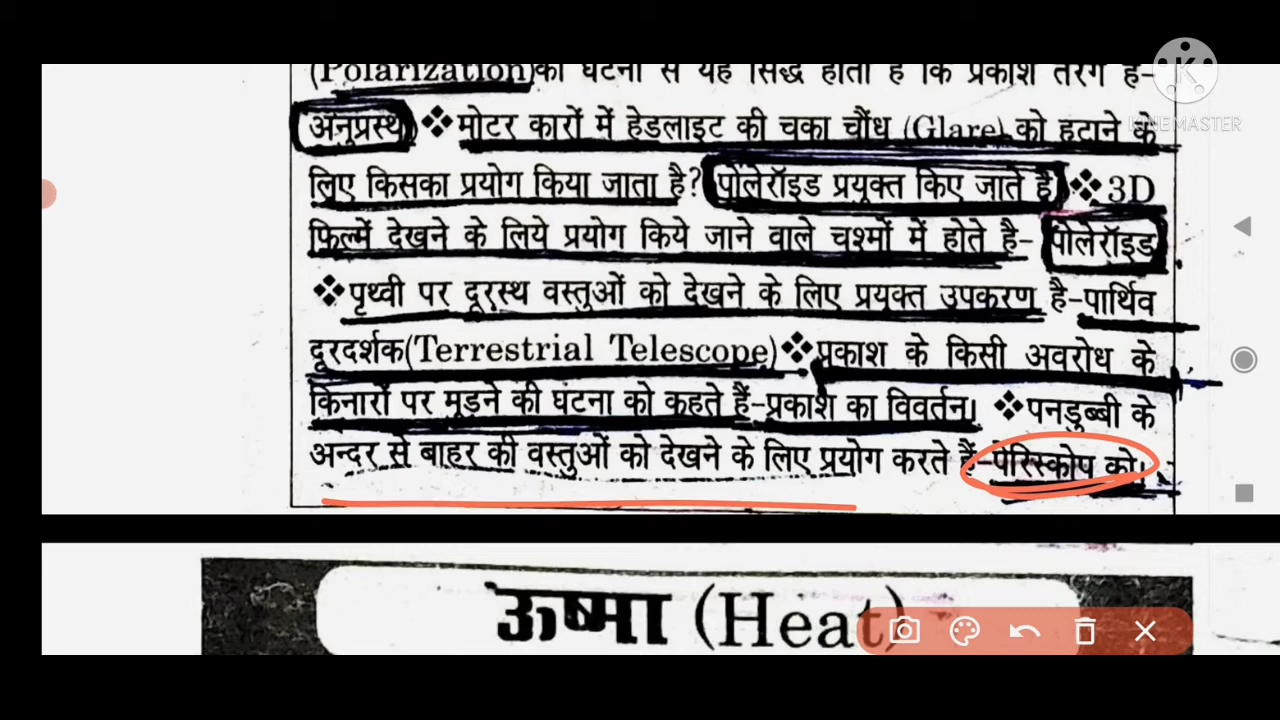 (Polarization)की घटना से यह सिद्ध होता है कि प्रकाश तरंग है-
अनुप्रस्थ ❖मोटर कारों में हेडलाइट की चका चौंध (Glare) को हटाने के
लिए किसका प्रयोग किया जाता है? पोलेरॉइड प्रयुक्त किए जाते हैं ❖3D
फिल्में देखने के लिये प्रयोग किये जाने वाले चश्मों में होते है- पोलेरॉइड
❖पृथ्वी पर दूरस्थ वस्तुओं को देखने के लिए प्रयुक्त उपकरण है-पार्थिव
दूरदर्शक(Terrestrial Telescope)❖प्रकाश के किसी अवरोध के
किनारों पर मुड़ने की घंटना को कहते हैं-प्रकाश का विवर्तन। ❖पनडुब्बी के
अन्दर से बाहर की वस्तुओं को देखने के लिए प्रयोग करते हैं-पेरिस्कोप को।
ऊष्मा (Heat)
K
KINEMASTER